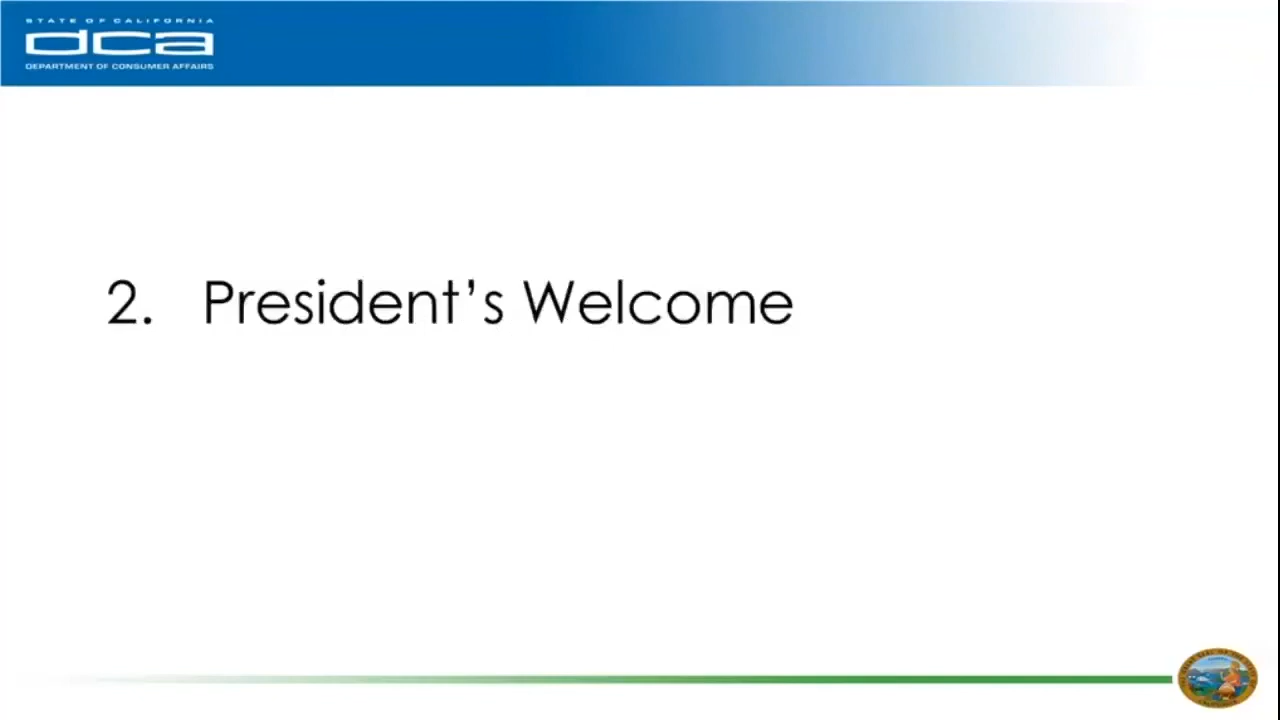 STATE OF CALIFORNIA
dca
DEPARTMENT OF CONSUMER AFFAIRS
2. President’s Welcome